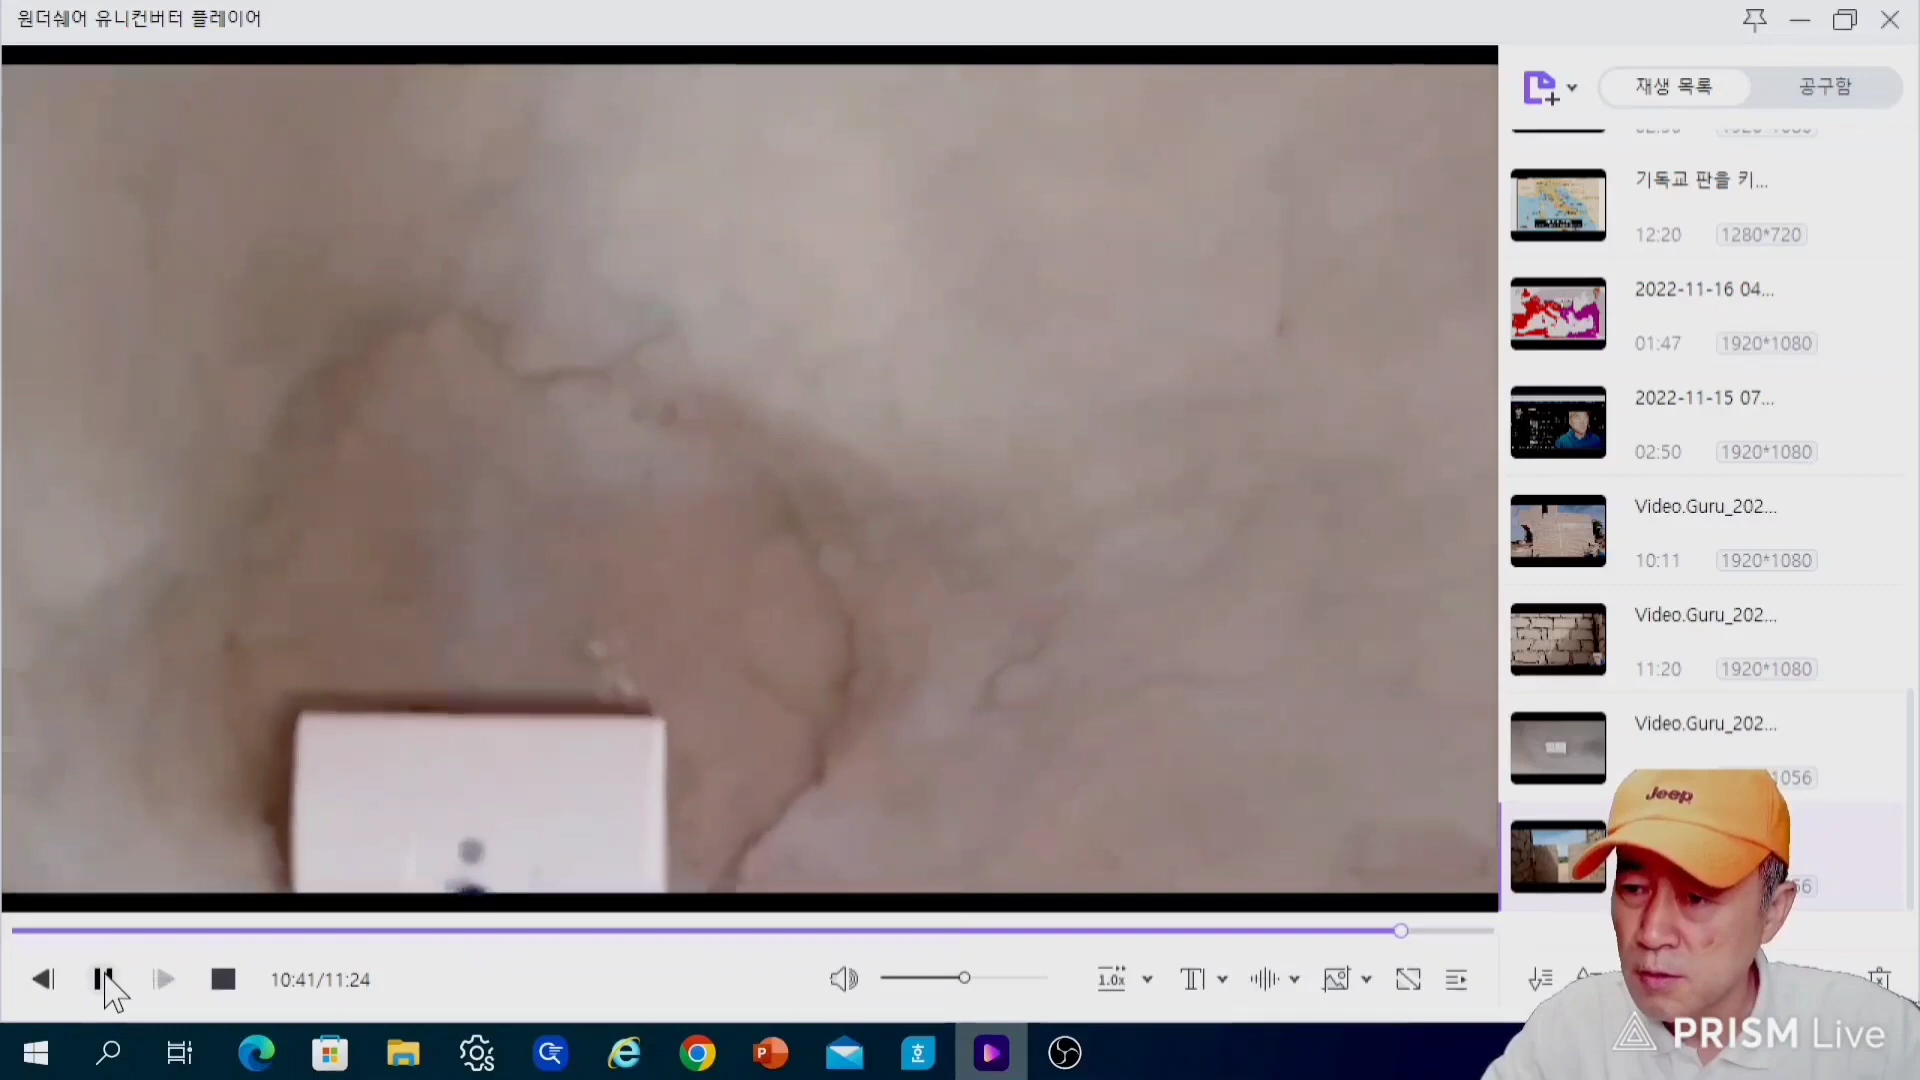 원더쉐어 유니컨버터 플레이어
재생 목록
공구함
기독교 판을 키...
12:20
1280*720
2022-11-16 04...
01:47
1920*1080
2022-11-15 07...
02:50
1920*1080
Video.Guru_202...
10:11
1920*1080
Video.Guru_202...
11:20
1920*1080
Video.Guru_202...
1056
Jeep
56
10:41/11:24
1.0x
PRISM Live